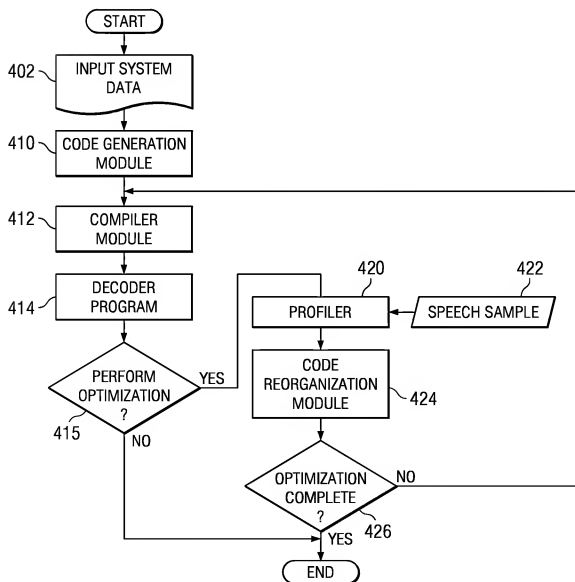 START
402
INPUT SYSTEM
DATA
410
CODE GENERATION
MODULE
412
COMPILER
MODULE
414
DECODER
PROGRAM
PERFORM
OPTIMIZATION
?
415
YES
NO
420
PROFILER
422
SPEECH SAMPLE
CODE
REORGANIZATION
MODULE
424
OPTIMIZATION
COMPLETE
?
426
NO
YES
END